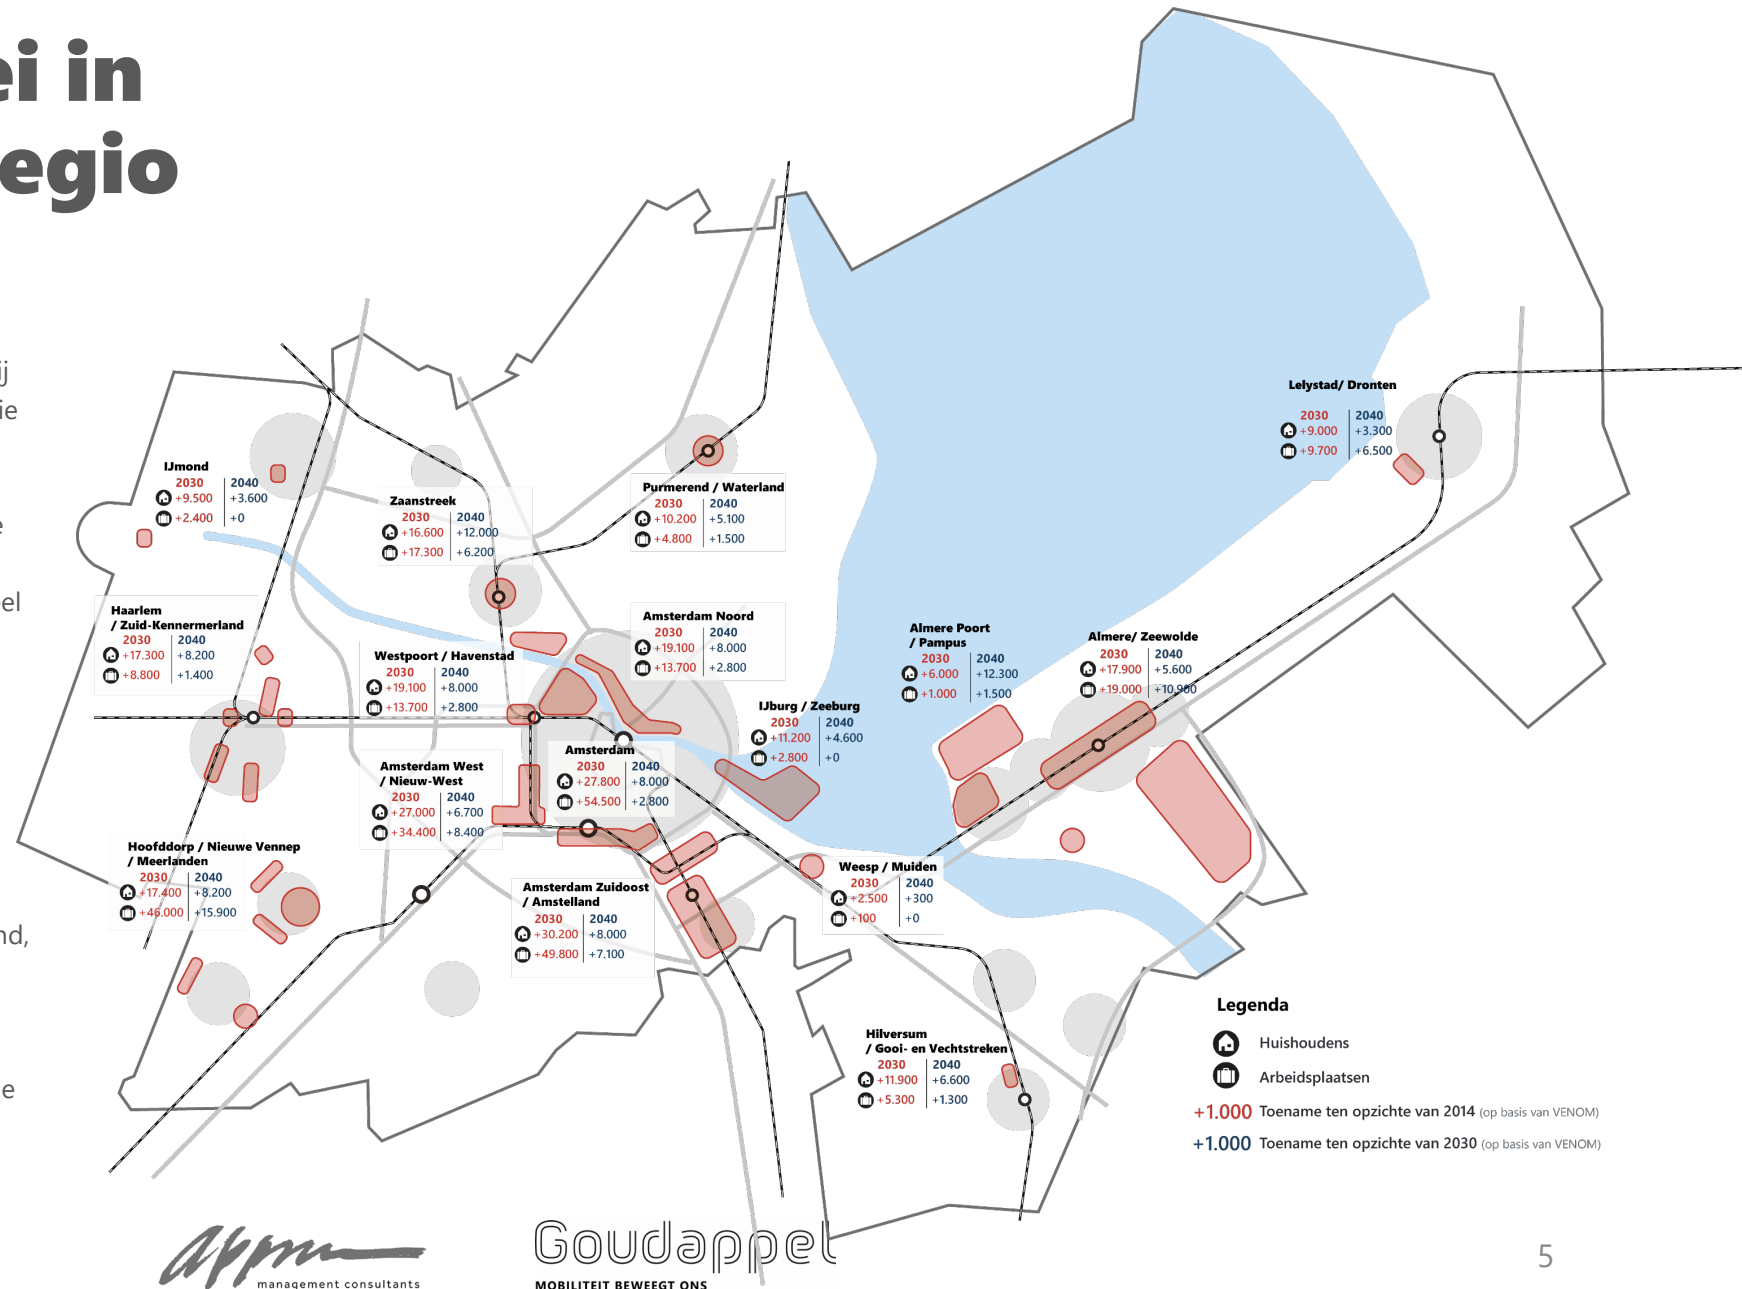 ei in
egio
ij
ie
e
el
nd,
e
Lelystad/ Dronten
2030 2040
+9.000 +3.300
+9.700 +6.500
IJmond
2030 2040
+9.500 +3.600
+2.400 +0
Zaanstreek
2030 2040
+16.600 +12.000
+17.300 +6.200
Purmerend / Waterland
2030 2040
+10.200 +5.100
+4.800 +1.500
Haarlem
/ Zuid-Kennermerland
2030 2040
+17.300 +8.200
+8.800 +1.400
Westpoort / Havenstad
2030 2040
+19.100 +8.000
+13.700 +2.800
Amsterdam Noord
2030 2040
+19.100 +8.000
+13.700 +2.800
Almere Poort
/ Pampus
2030 2040
+6.000 +12.300
+1.000 +1.500
Almere/ Zeewolde
2030 2040
+17.900 +5.600
+19.000 +10.900
IJburg / Zeeburg
2030 2040
+11.200 +4.600
+2.800 +0
Amsterdam
2030 2040
+27.800 +8.000
+54.500 +2.800
Amsterdam West
/ Nieuw-West
2030 2040
+27.000 +6.700
+34.400 +8.400
Hoofddorp / Nieuwe Vennep
/ Meerlanden
2030 2040
+17.400 +8.200
+46.000 +15.900
Amsterdam Zuidoost
/ Amstelland
2030 2040
+30.200 +8.000
+49.800 +7.100
Weesp / Muiden
2030 2040
+2.500 +300
+100 +0
Hilversum
/ Gooi- en Vechtstreken
2030 2040
+11.900 +6.600
+5.300 +1.300
Legenda
Huishoudens
Arbeidsplaatsen
+1.000 Toename ten opzichte van 2014 (op basis van VENOM)
+1.000 Toename ten opzichte van 2030 (op basis van VENOM)
appm
management consultants
Goudappel
MOBILITEIT BEWEEGT ONS
5